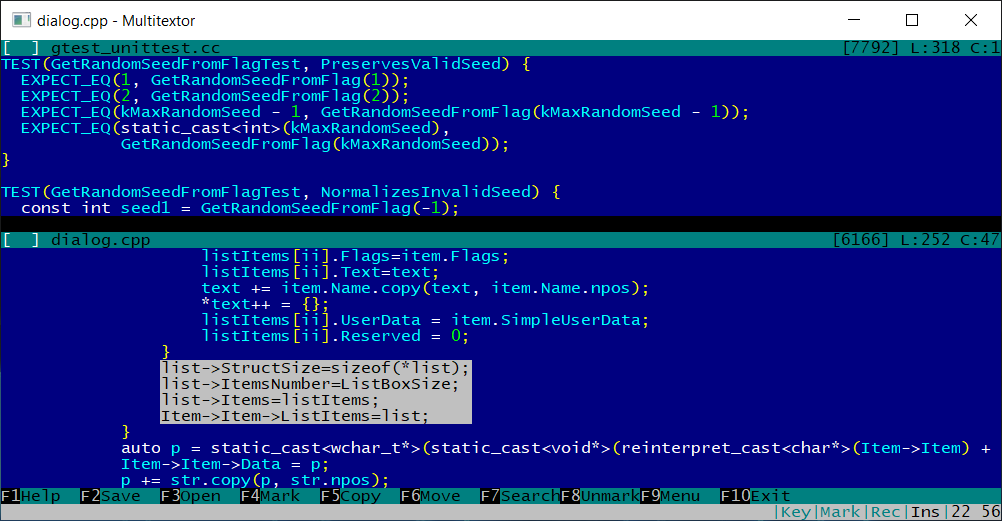 dialog.cpp - Multitextor
[ ] gtest_unittest.cc [7792] L:318 C:1
TEST(GetRandomSeedFromFlagTest, PreservesValidSeed) {
EXPECT_EQ(1, GetRandomSeedFromFlag(1));
EXPECT_EQ(2, GetRandomSeedFromFlag(2));
EXPECT_EQ(kMaxRandomSeed - 1, GetRandomSeedFromFlag(kMaxRandomSeed - 1));
EXPECT_EQ(static_cast<int>(kMaxRandomSeed),
GetRandomSeedFromFlag(kMaxRandomSeed));
}
TEST(GetRandomSeedFromFlagTest, NormalizesInvalidSeed) {
const int seed1 = GetRandomSeedFromFlag(-1);
[ ] dialog.cpp [6166] L:252 C:47
listItems[ii].Flags=item.Flags;
listItems[ii].Text=text;
text += item.Name.copy(text, item.Name.npos);
*text++ = {};
listItems[ii].UserData = item.SimpleUserData;
listItems[ii].Reserved = 0;
}
list->StructSize=sizeof(*list);
list->ItemsNumber=ListBoxSize;
list->Items=listItems;
Item->Item->ListItems=list;
}
auto p = static_cast<wchar_t*>(static_cast<void*>(reinterpret_cast<char*>(Item->Item) +
Item->Item->Data = p;
p += str.copy(p, str.npos);
F1Help F2Save F3Open F4Mark F5Copy F6Move F7SearchF8UnmarkF9Menu F10Exit
|Key|Mark|Rec|Ins|22 56